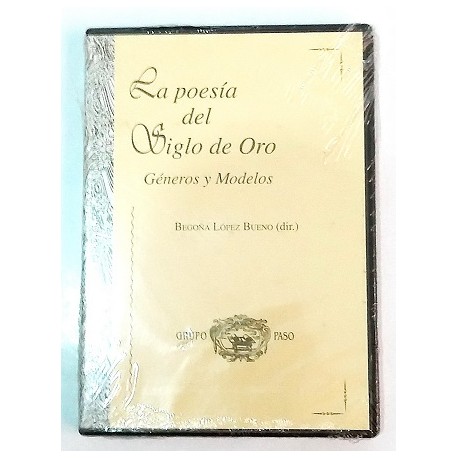 La poesía
del
Siglo de Oro
Géneros y Modelos
BEGOÑA LÓPEZ BUENO (dir.)
GRUPO PASO